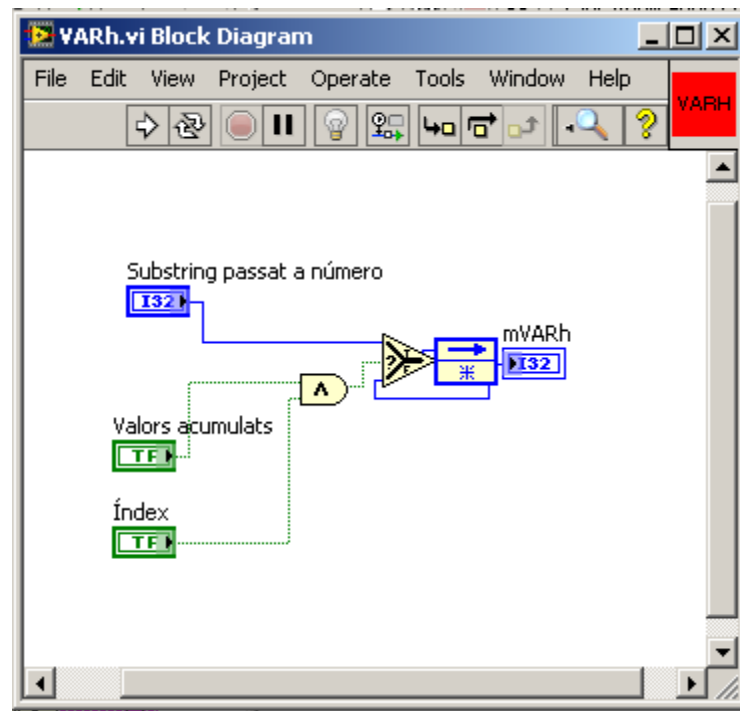 VARh.vi Block Diagram
File Edit View Project Operate Tools Window Help
VARH
Substring passat a número
I32
mVARh
I32
?
T
F
Valors acumulats
TF
Índex
TF